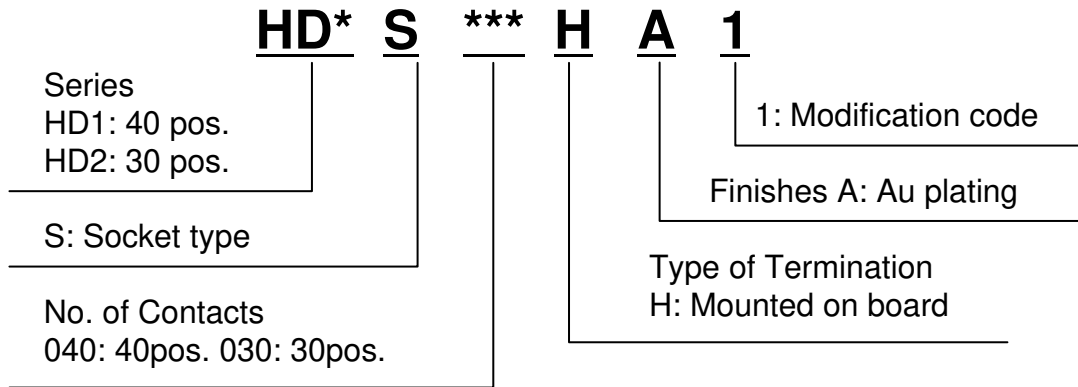 HD* S *** H A 1
Series
HD1: 40 pos.
HD2: 30 pos.
S: Socket type
No. of Contacts
040: 40pos. 030: 30pos.
1: Modification code
Finishes A: Au plating
Type of Termination
H: Mounted on board